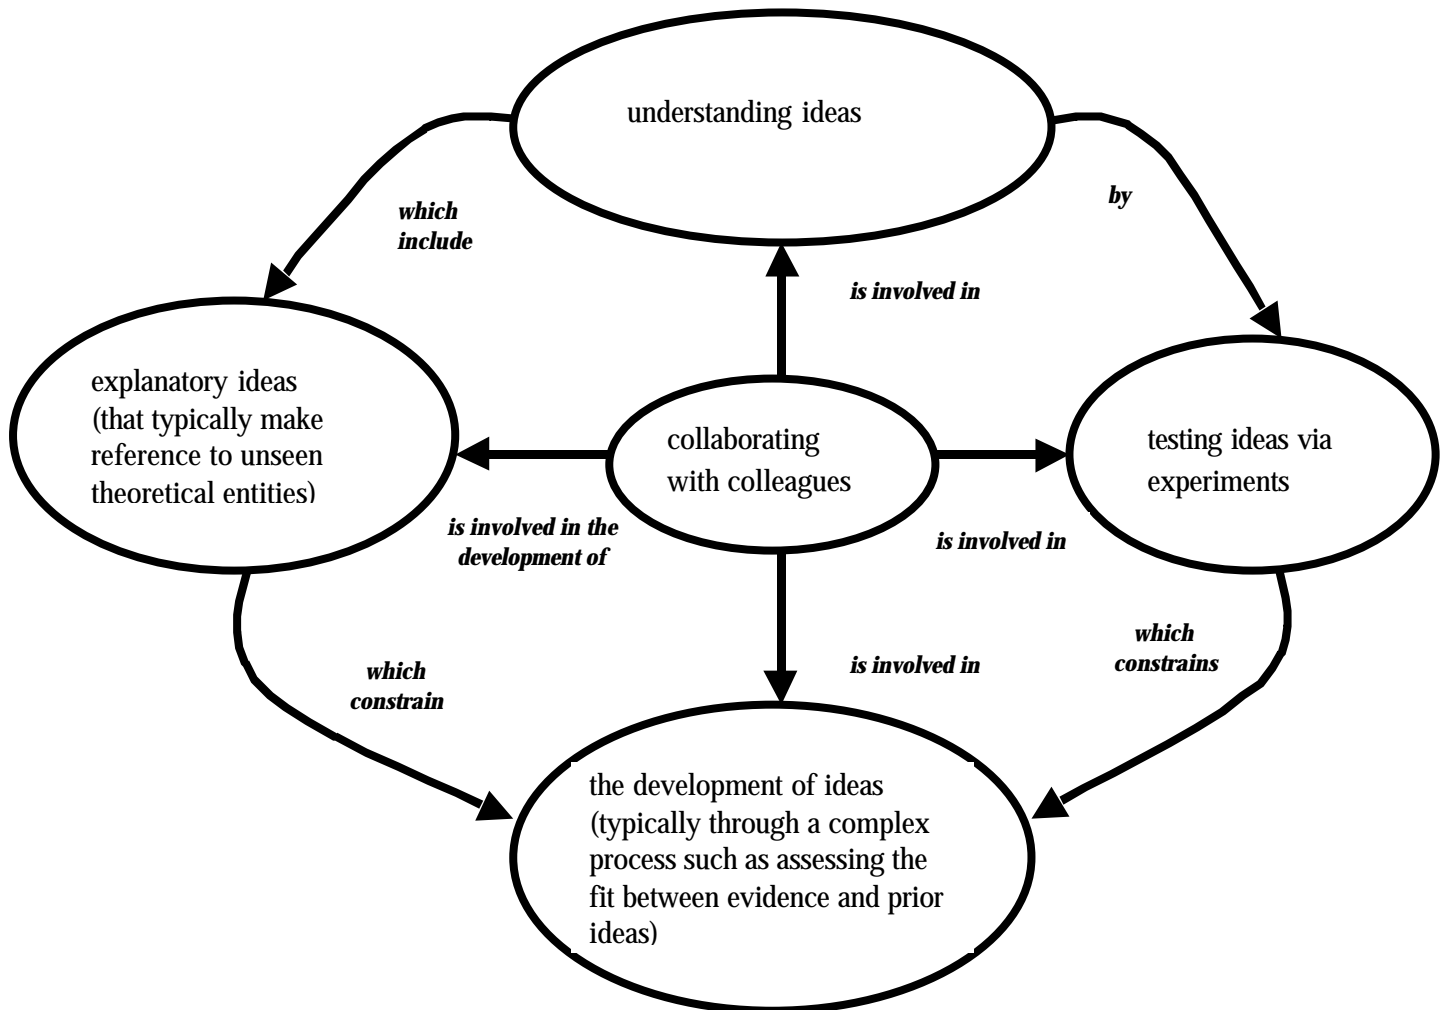 understanding ideas
which
include
by
is involved in
explanatory ideas
(that typically make
reference to unseen
theoretical entities)
collaborating
with colleagues
testing ideas via
experiments
is involved in the
development of
is involved in
which
constrain
is involved in
which
constrains
the development of ideas
(typically through a complex
process such as assessing the
fit between evidence and prior
ideas)